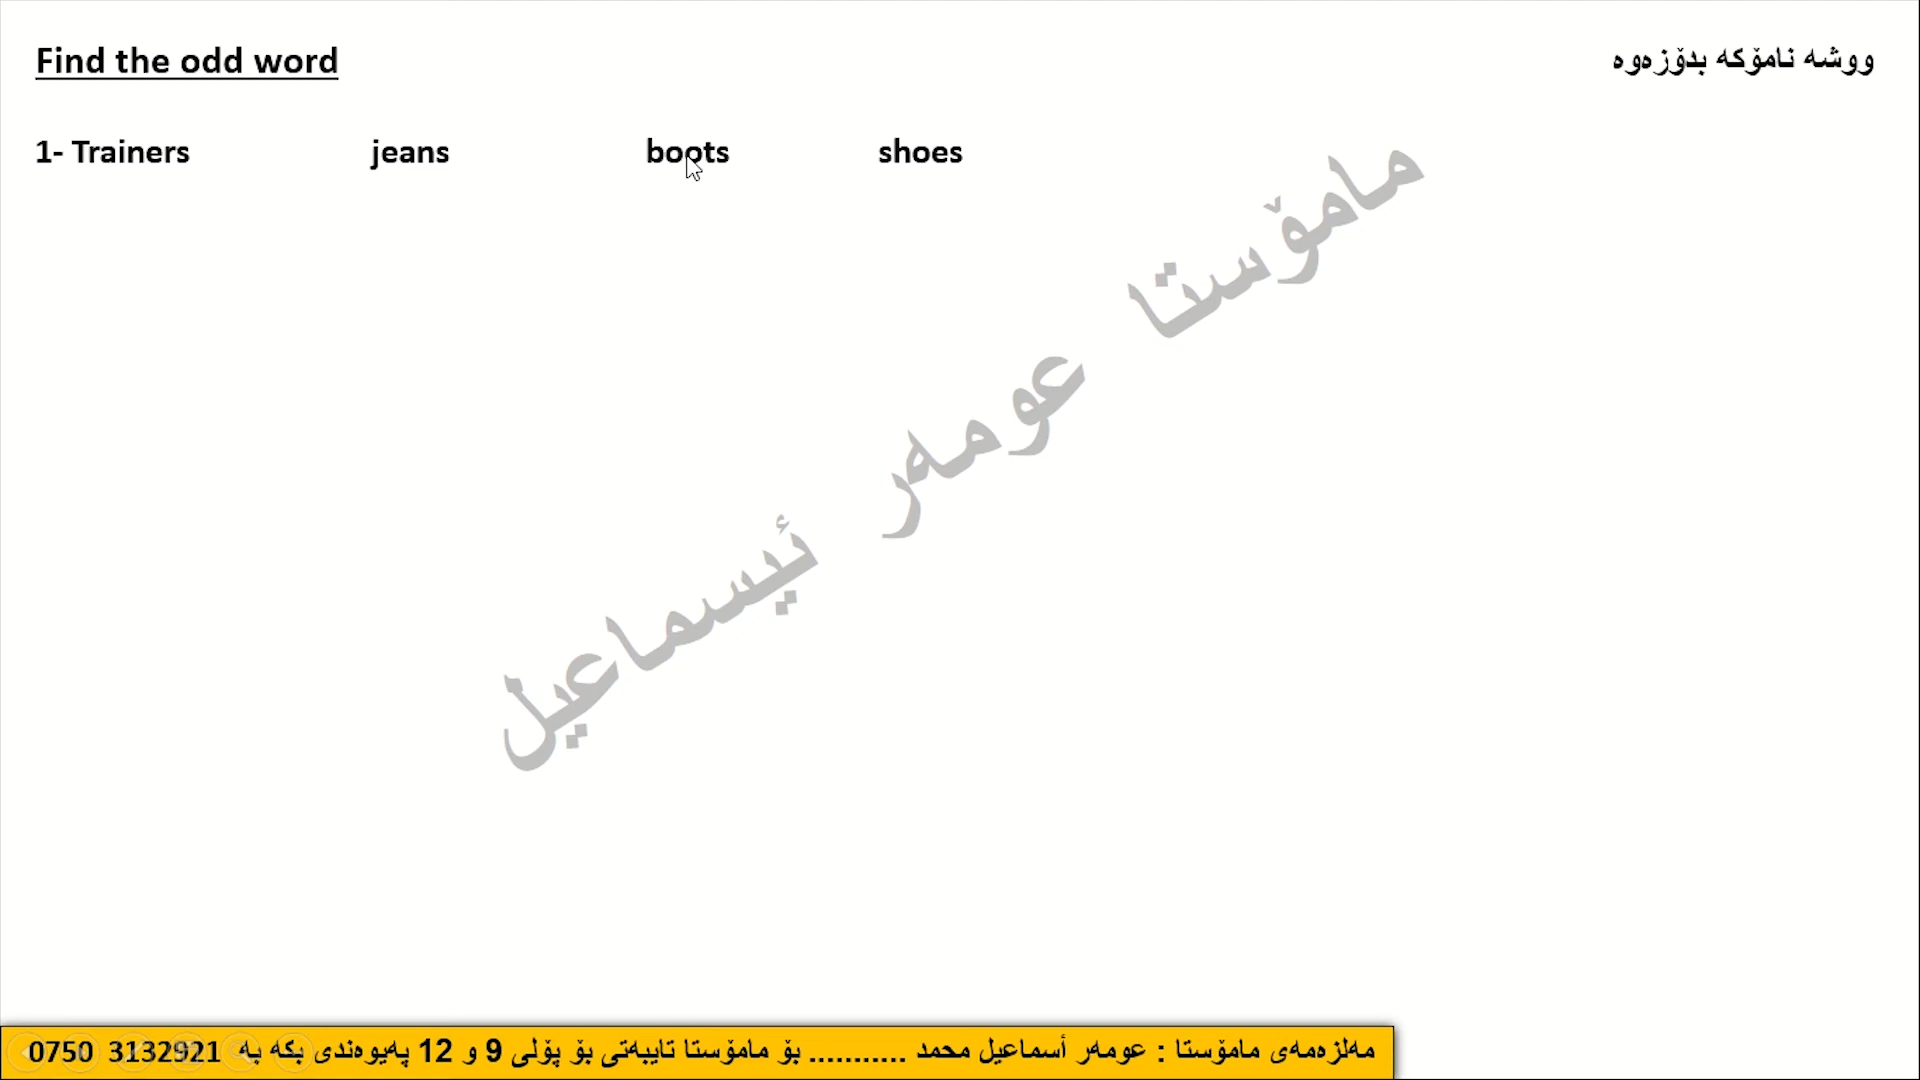 Find the odd word
ووشە نامۆکە بدۆزەوە
1- Trainers jeans boots shoes
مامۆستا عومەر ئیسماعیل
مەلزەمەی مامۆستا : عومەر أسماعیل محمد ........... بۆ مامۆستا تایبەتی بۆ پۆلی 9 و 12 پەیوەندی بکە بە 3132921 0750